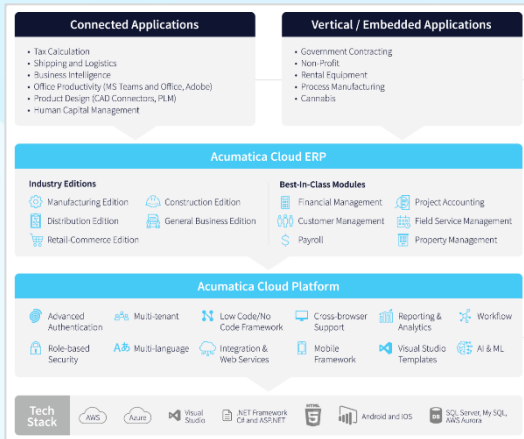 Connected Applications
• Tax Calculation
• Shipping and Logistics
• Business Intelligence
• Office Productivity (MS Teams and Office, Adobe)
• Product Design (CAD Connectors, PLM)
• Human Capital Management
Vertical / Embedded Applications
• Government Contracting
• Non-Profit
• Rental Equipment
• Process Manufacturing
• Cannabis
Acumatica Cloud ERP
Industry Editions
Manufacturing Edition
Construction Edition
Distribution Edition
General Business Edition
Retail-Commerce Edition
Best-In-Class Modules
Financial Management
Project Accounting
Customer Management
Field Service Management
$ Payroll
Property Management
Acumatica Cloud Platform
Advanced
Authentication
Multi-tenant
Low Code/No
Code Framework
Cross-browser
Support
Reporting &
Analytics
Workflow
Role-based
Security
Aあ Multi-language
Integration &
Web Services
Mobile
Framework
Visual Studio
Templates
AI & ML
Tech
Stack
AWS
Azure
Visual
Studio
.NET Framework
C# and ASP.NET
HTML
5
Android and IOS
DB
SQL Server, My SQL,
AWS Aurora